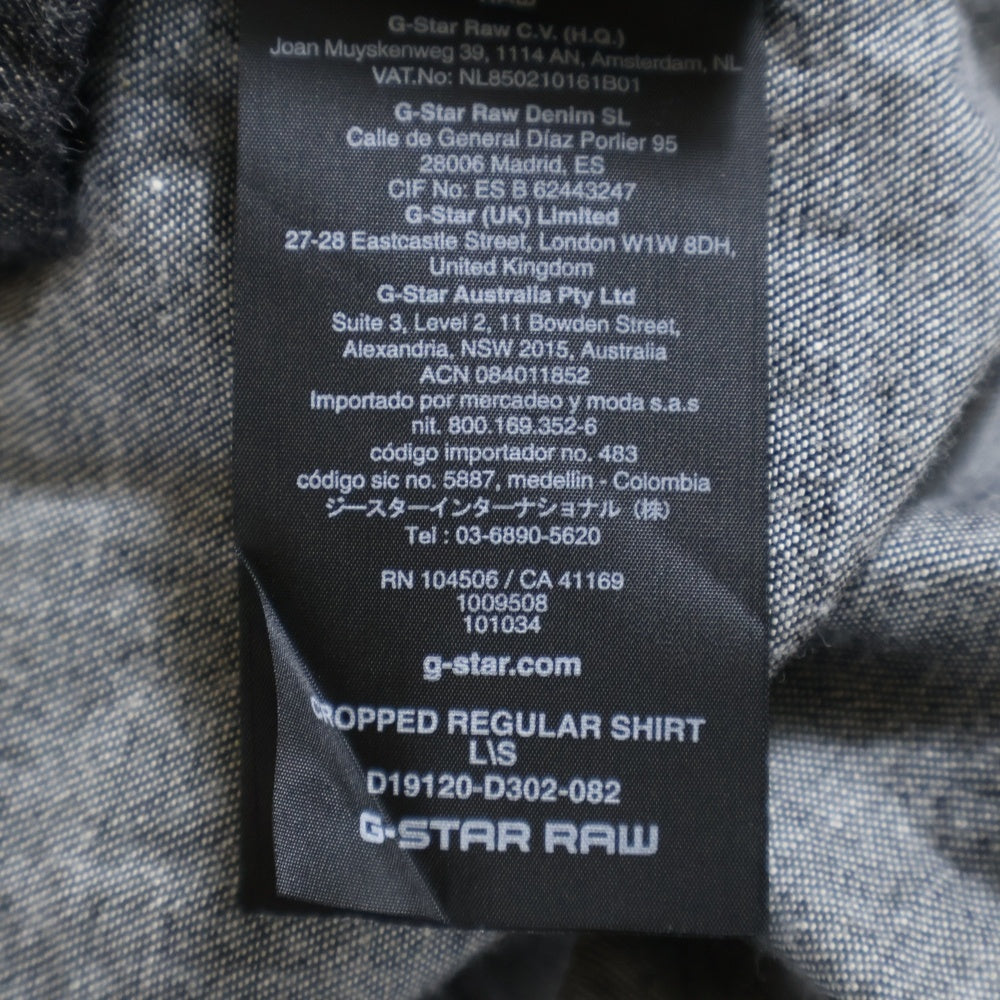 RAW
G-Star Raw C.V. (H.Q.)
Joan Muyskenweg 39, 1114 AN, Amsterdam, NL
VAT.No: NL850210161B01
G-Star Raw Denim SL
Calle de General Díaz Porlier 95
28006 Madrid, ES
CIF No: ES B 62443247
G-Star (UK) Limited
27-28 Eastcastle Street, London W1W 8DH,
United Kingdom
G-Star Australia Pty Ltd
Suite 3, Level 2, 11 Bowden Street,
Alexandria, NSW 2015, Australia
ACN 084011852
Importado por mercadeo y moda s.a.s
nit. 800.169.352-6
código importador no. 483
código sic no. 5887, medellin - Colombia
ジースターインターナショナル（株）
Tel : 03-6890-5620
RN 104506 / CA 41169
1009508
101034
g-star.com
CROPPED REGULAR SHIRT
L\S
D19120-D302-082
G-STAR RAW